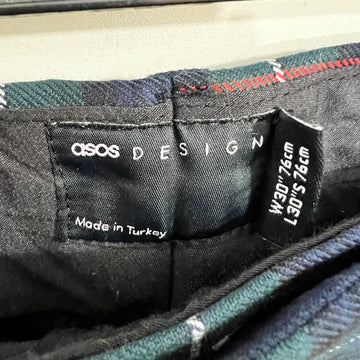 asos DESIGN
Made in Turkey
W30" 76cm
L30"S 76cm